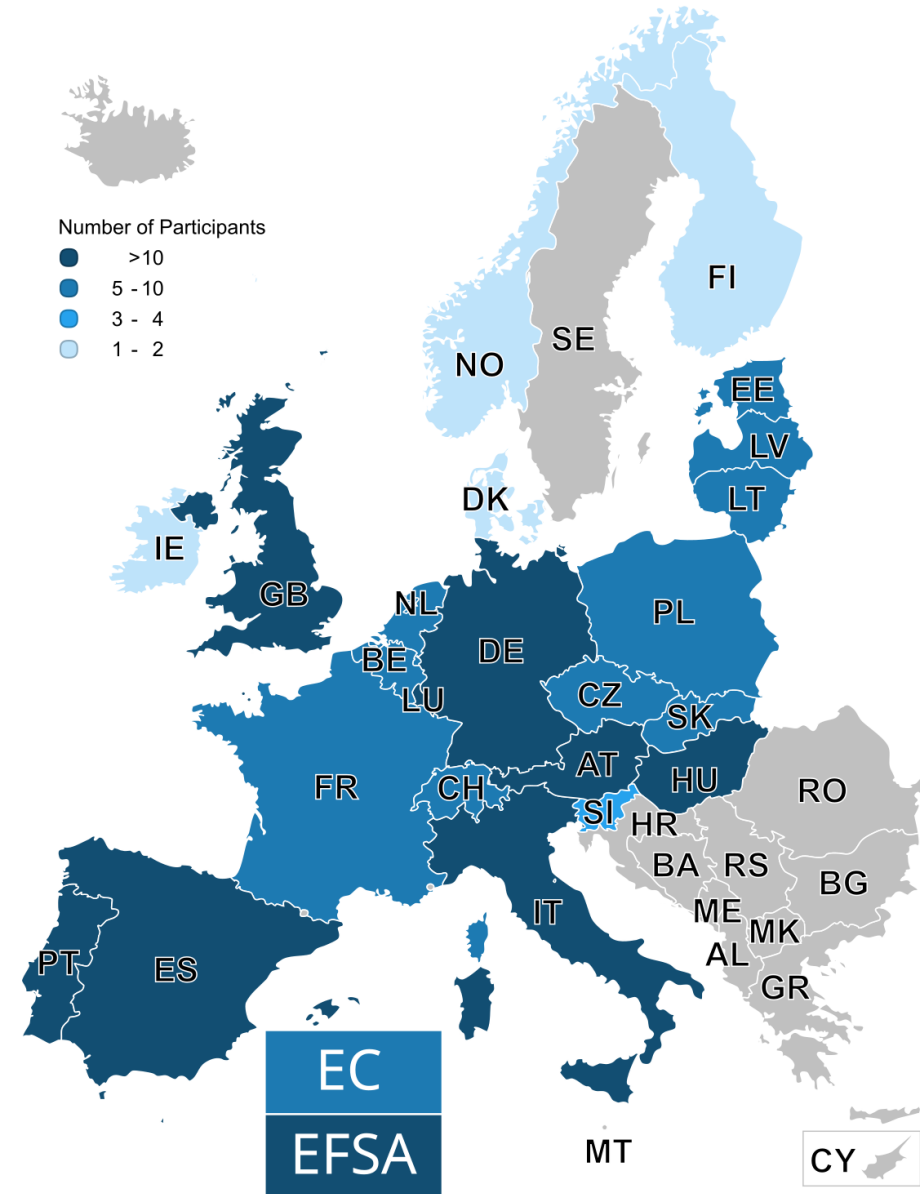 Number of Participants
>10
5 - 10
3 - 4
1 - 2
FI
SE
NO
EE
LV
LT
DK
IE
GB
NL
PL
BE
DE
LU
CZ
SK
FR
CH
AT
HU
SI
RO
HR
BA
RS
BG
ME
MK
IT
AL
PT
ES
GR
EC
EFSA
MT
CY